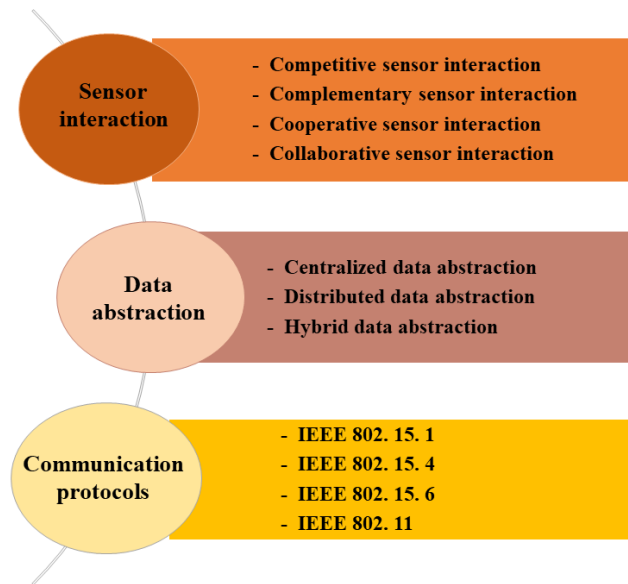 Sensor
interaction
- Competitive sensor interaction
- Complementary sensor interaction
- Cooperative sensor interaction
- Collaborative sensor interaction
Data
abstraction
- Centralized data abstraction
- Distributed data abstraction
- Hybrid data abstraction
Communication
protocols
- IEEE 802. 15. 1
- IEEE 802. 15. 4
- IEEE 802. 15. 6
- IEEE 802. 11